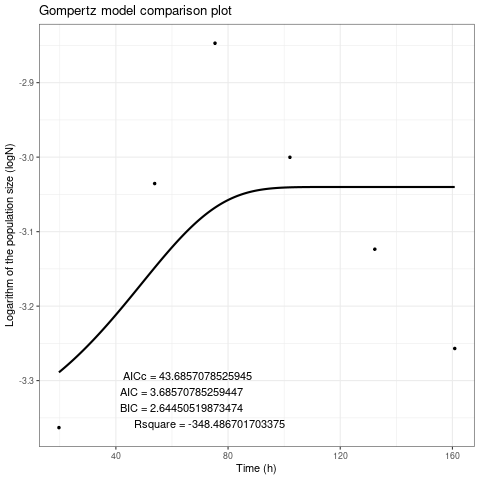 Gompertz model comparison plot
Logarithm of the population size (logN)
-2.9
-3.0
-3.1
-3.2
-3.3
AICc = 43.6857078525945
AIC = 3.68570785259447
BIC = 2.64450519873474
Rsquare = -348.486701703375
40
80
120
160
Time (h)